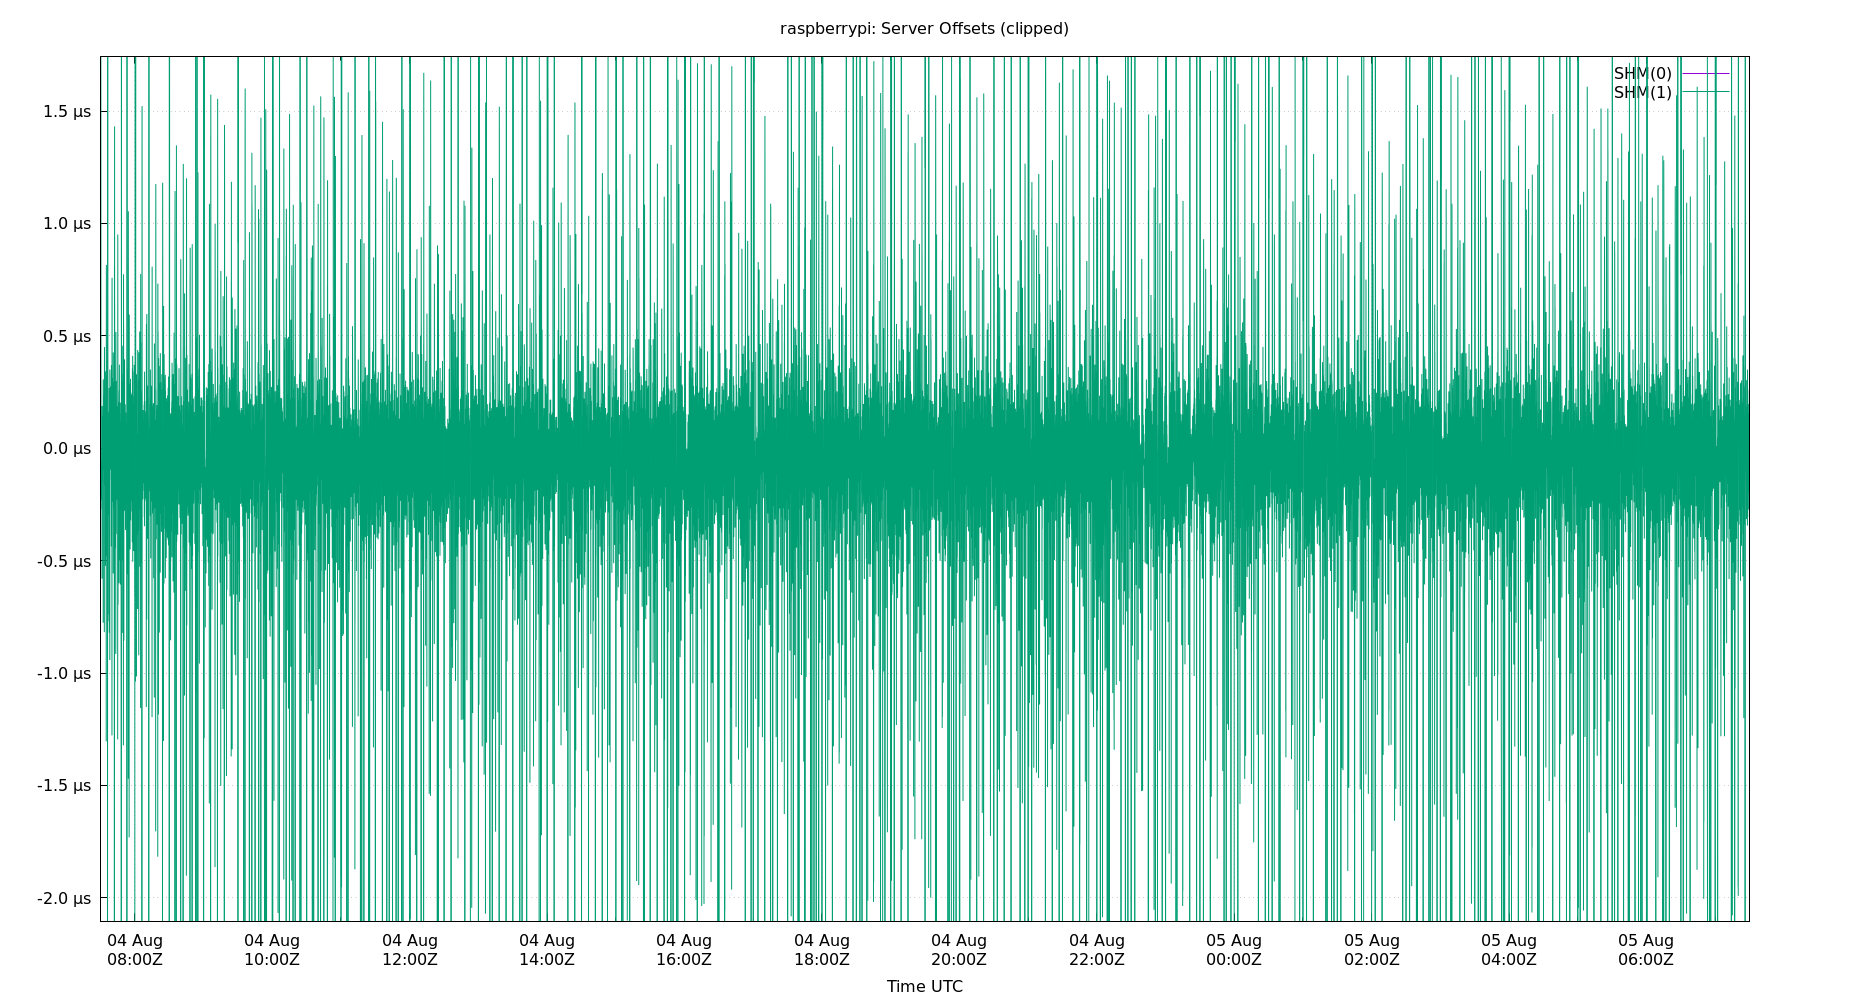 raspberrypi: Server Offsets (clipped)
SHM(0)
SHM(1)
1.5 µs
1.0 µs
0.5 µs
0.0 µs
-0.5 µs
-1.0 µs
-1.5 µs
-2.0 µs
04 Aug 04 Aug 04 Aug 04 Aug 04 Aug 04 Aug 04 Aug 04 Aug 05 Aug 05 Aug 05 Aug 05 Aug
08:00Z 10:00Z 12:00Z 14:00Z 16:00Z 18:00Z 20:00Z 22:00Z 00:00Z 02:00Z 04:00Z 06:00Z
Time UTC